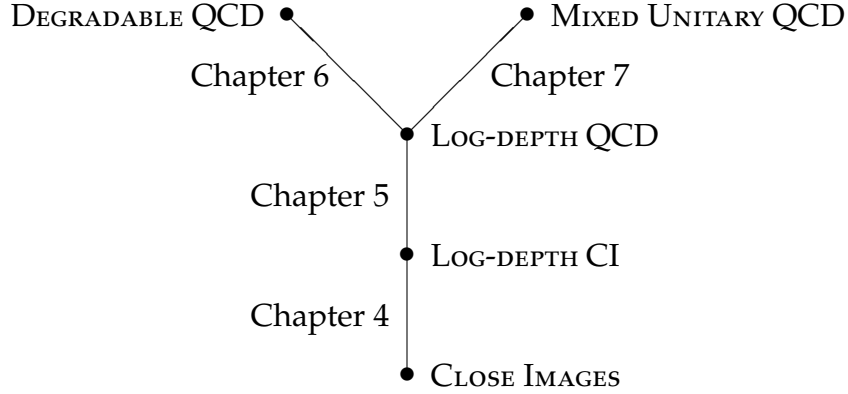 DEGRADABLE QCD
MIXED UNITARY QCD
Chapter 6
Chapter 7
LOG-DEPTH QCD
Chapter 5
LOG-DEPTH CI
Chapter 4
CLOSE IMAGES